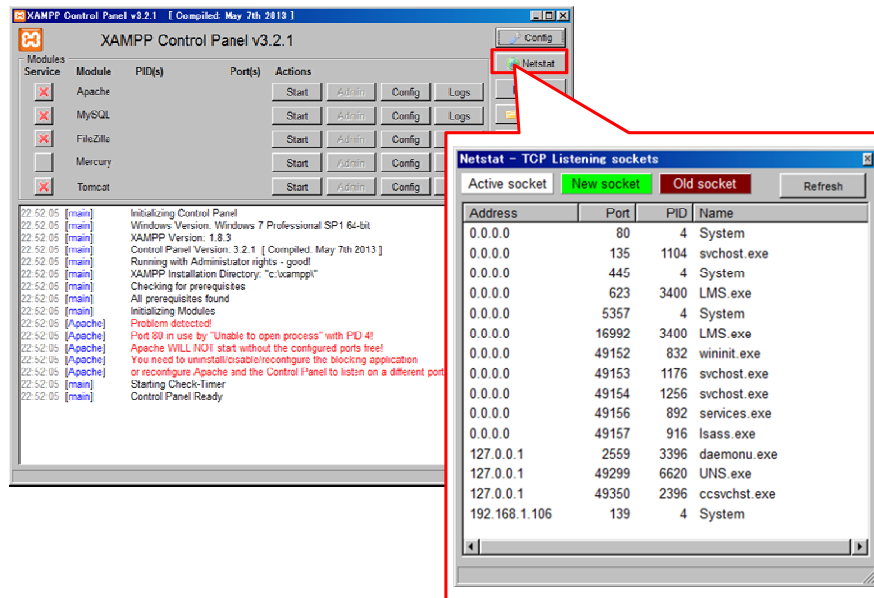 XAMPP Control Panel v3.2.1 [ Compiled: May 7th 2013 ]
XAMPP Control Panel v3.2.1
Config
Netstat
Modules
Service Module PID(s) Port(s) Actions
Apache Start Admin Config Logs
MySQL Start Admin Config Logs
FileZilla Start Admin Config
Mercury Start Admin Config
Tomcat Start Admin Config
22:52:05 [main] Initializing Control Panel
22:52:05 [main] Windows Version: Windows 7 Professional SP1 64-bit
22:52:05 [main] XAMPP Version: 1.8.3
22:52:05 [main] Control Panel Version: 3.2.1 [ Compiled: May 7th 2013 ]
22:52:05 [main] Running with Administrator rights - good!
22:52:05 [main] XAMPP Installation Directory: "c:\xampp\"
22:52:05 [main] Checking for prerequisites
22:52:05 [main] All prerequisites found
22:52:05 [main] Initializing Modules
22:52:05 [Apache] Problem detected!
22:52:05 [Apache] Port 80 in use by "Unable to open process" with PID 4!
22:52:05 [Apache] Apache WILL NOT start without the configured ports free!
22:52:05 [Apache] You need to uninstall/disable/reconfigure the blocking application
22:52:05 [Apache] or reconfigure Apache and the Control Panel to listen on a different port
22:52:05 [main] Starting Check-Timer
22:52:05 [main] Control Panel Ready
Netstat - TCP Listening sockets
Active socket New socket Old socket Refresh
Address Port PID Name
0.0.0.0 80 4 System
0.0.0.0 135 1104 svchost.exe
0.0.0.0 445 4 System
0.0.0.0 623 3400 LMS.exe
0.0.0.0 5357 4 System
0.0.0.0 16992 3400 LMS.exe
0.0.0.0 49152 832 wininit.exe
0.0.0.0 49153 1176 svchost.exe
0.0.0.0 49154 1256 svchost.exe
0.0.0.0 49156 892 services.exe
0.0.0.0 49157 916 lsass.exe
127.0.0.1 2559 3396 daemonu.exe
127.0.0.1 49299 6620 UNS.exe
127.0.0.1 49350 2396 ccsvchst.exe
192.168.1.106 139 4 System